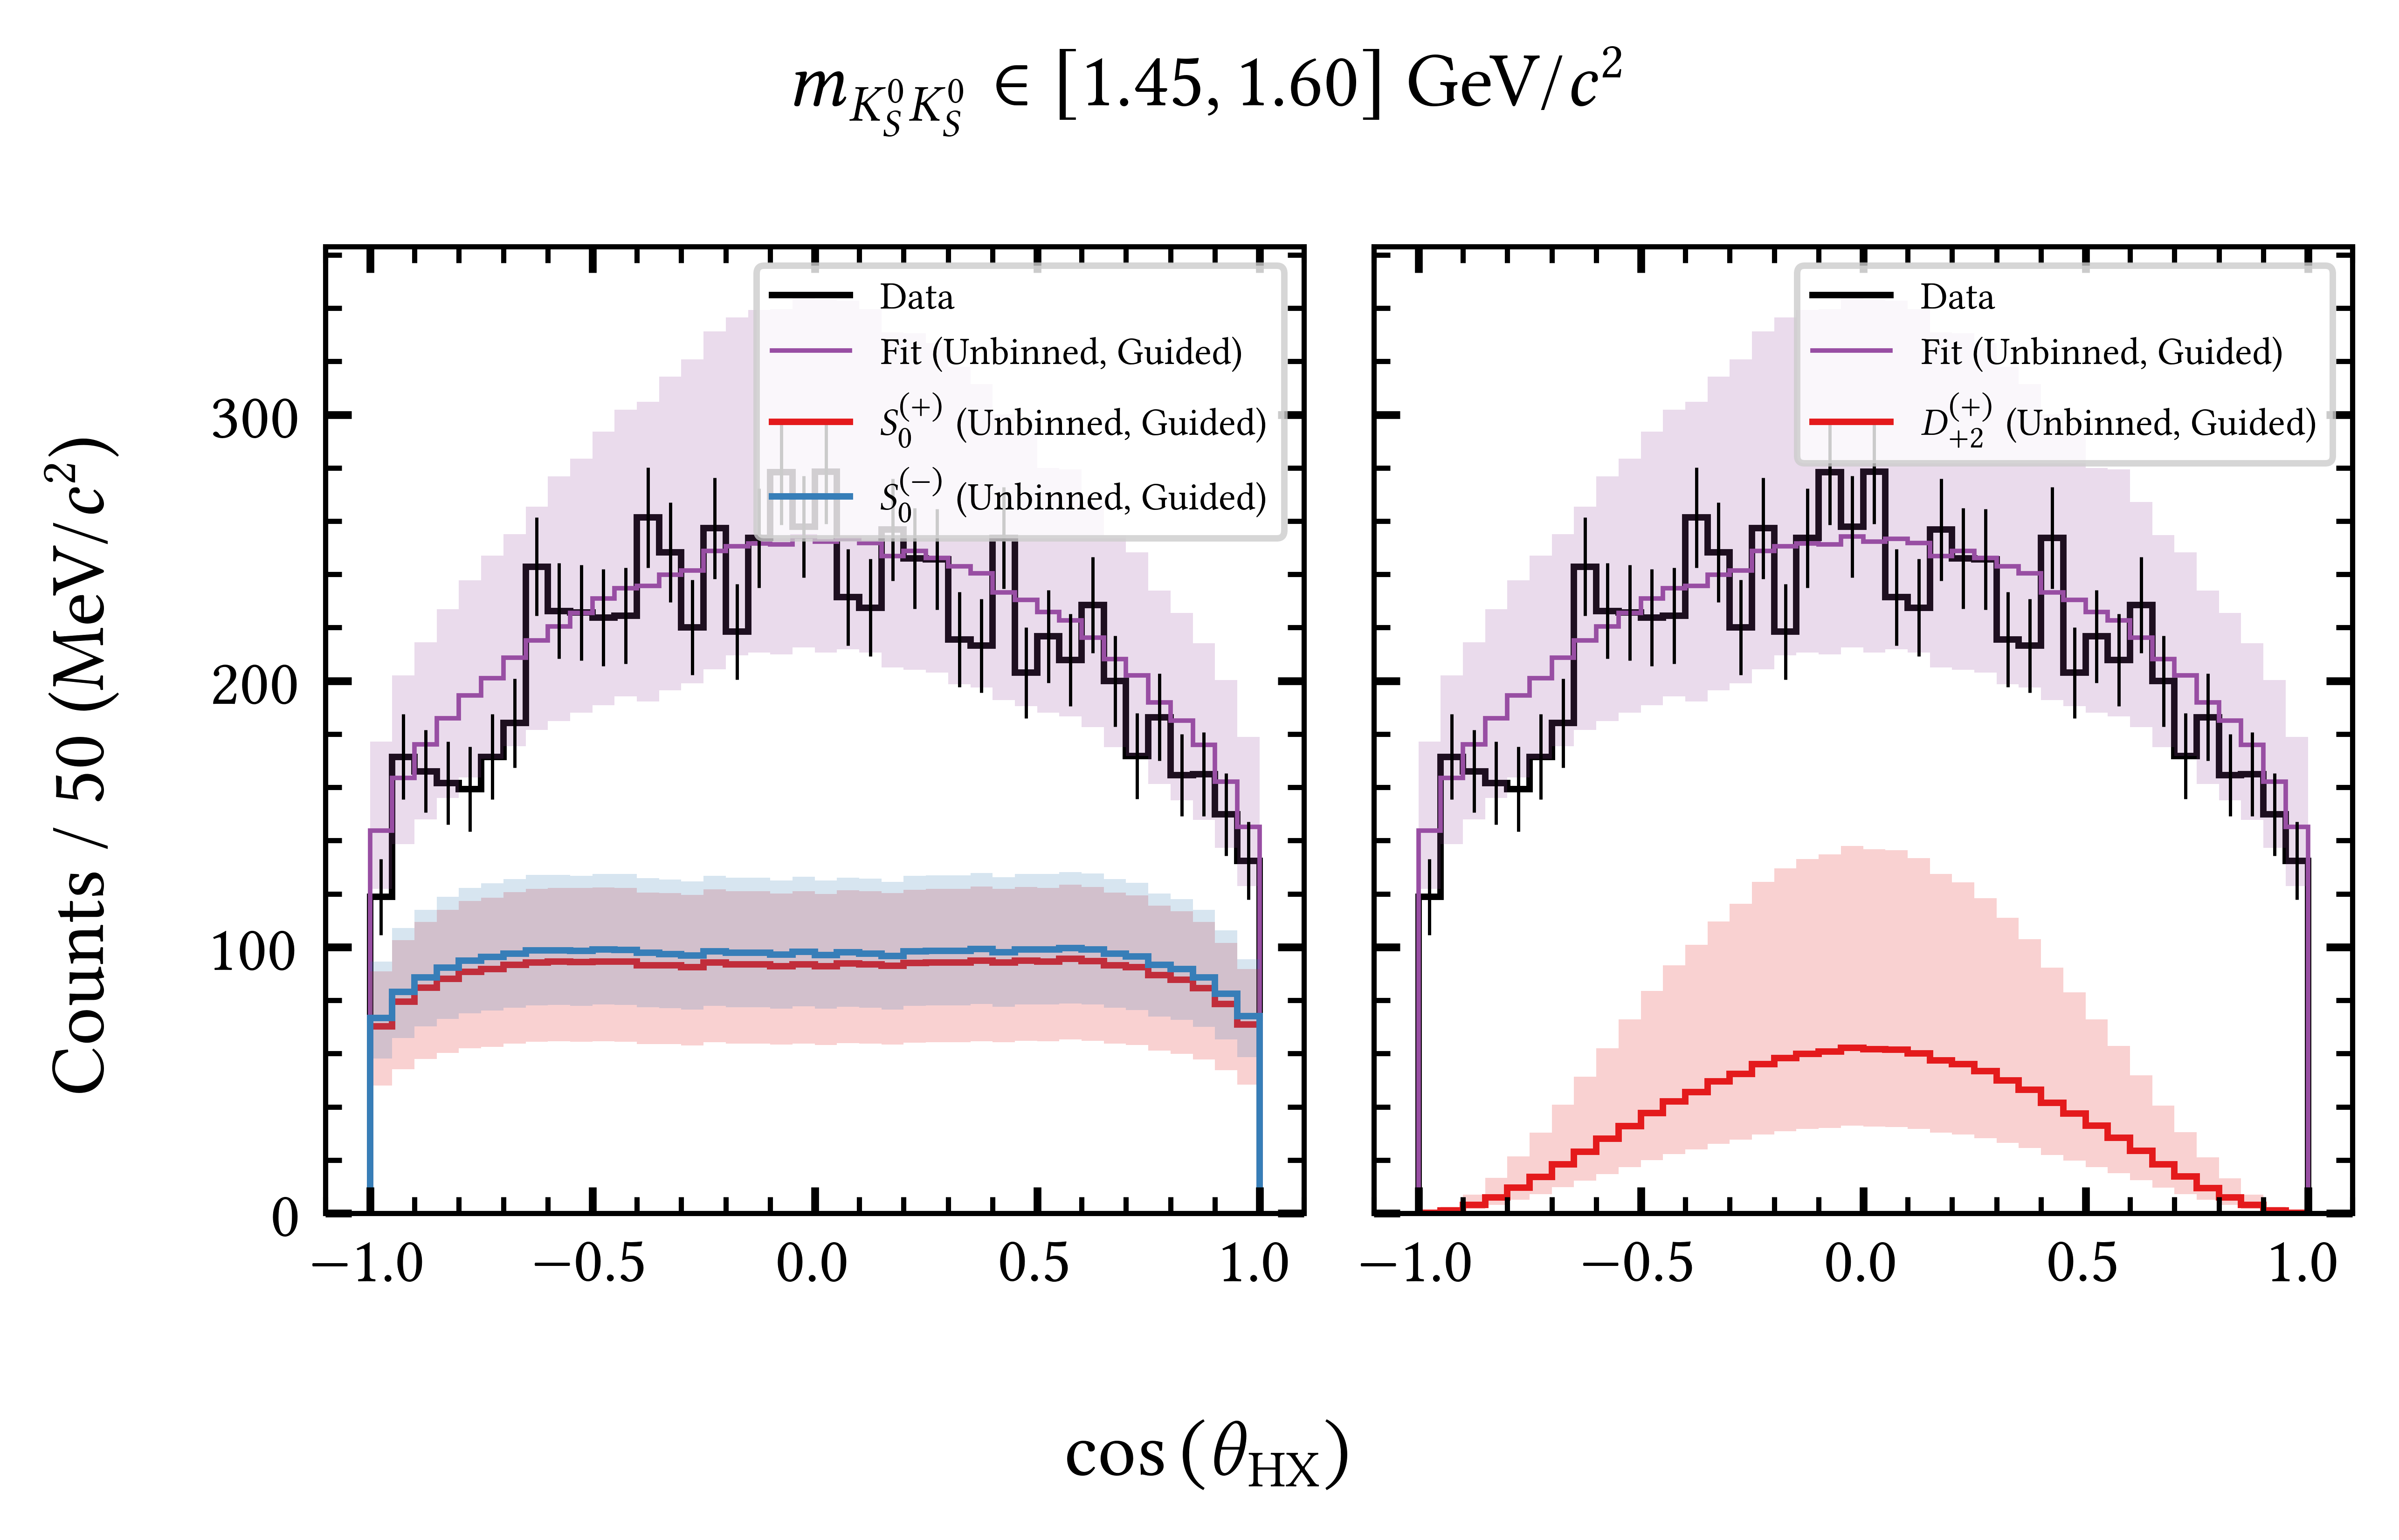 m_{K_S^0 K_S^0} ∈ [1.45, 1.60] GeV/c²
Counts / 50 (MeV/c²)
300
200
100
0
Data
Fit (Unbinned, Guided)
S_0^{(+)} (Unbinned, Guided)
S_0^{(−)} (Unbinned, Guided)
−1.0 −0.5 0.0 0.5 1.0
Data
Fit (Unbinned, Guided)
D_{+2}^{(+)} (Unbinned, Guided)
−1.0 −0.5 0.0 0.5 1.0
cos (θ_{HX})